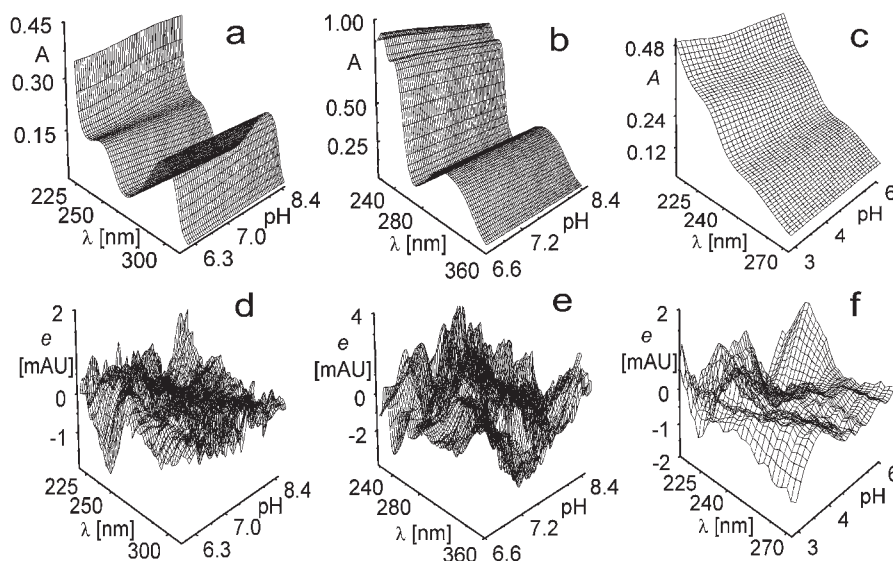 a
0.45
A
0.30
0.15
225
250
λ [nm]
300
6.3
7.0
pH
8.4
b
1.00
A
0.50
0.25
240
280
λ [nm]
360
6.6
7.2
pH
8.4
c
0.48
A
0.24
0.12
225
240
λ [nm]
270
3
4
pH
6
d
2
e
[mAU]
0
-1
225
250
λ [nm]
300
6.3
7.0
pH
8.4
e
4
e
[mAU]
0
-2
240
280
λ [nm]
360
6.6
7.2
pH
8.4
f
2
e
[mAU]
0
-1
-2
225
240
λ [nm]
270
3
4
pH
6